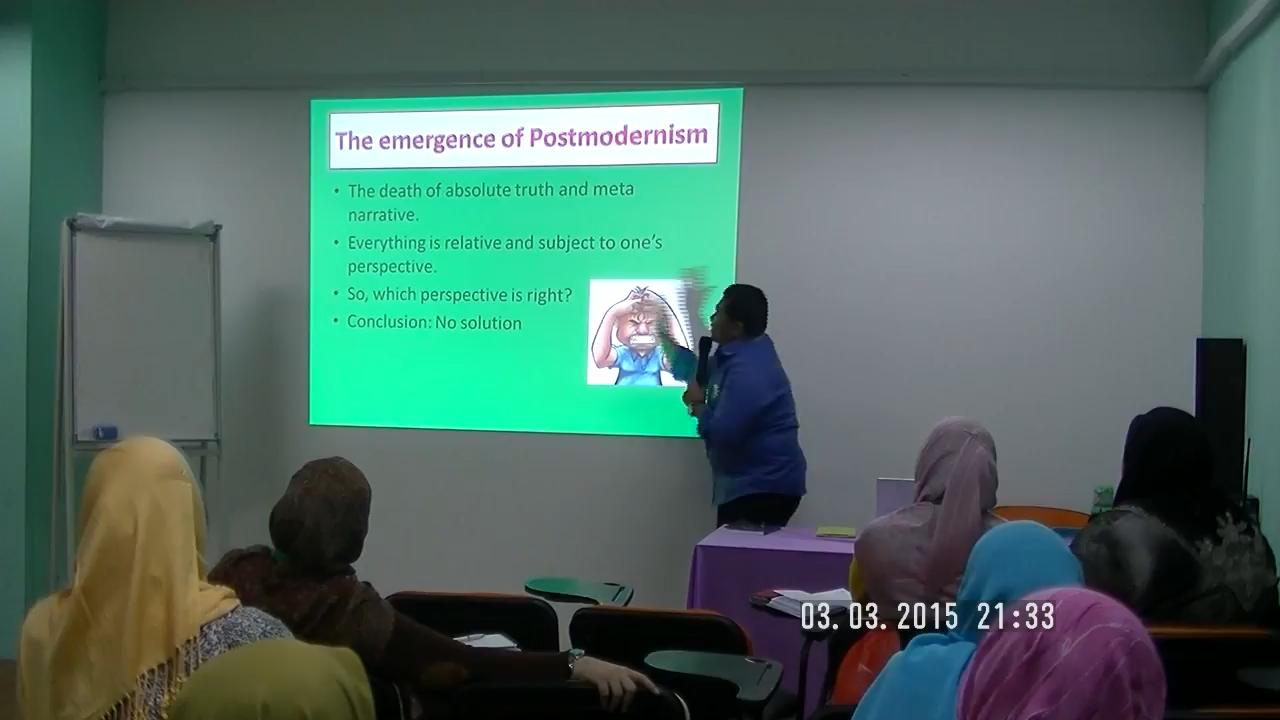 The emergence of Postmodernism
• The death of absolute truth and meta
narrative.
• Everything is relative and subject to one’s
perspective.
• So, which perspective is right?
• Conclusion: No solution
03. 03. 2015 21:33